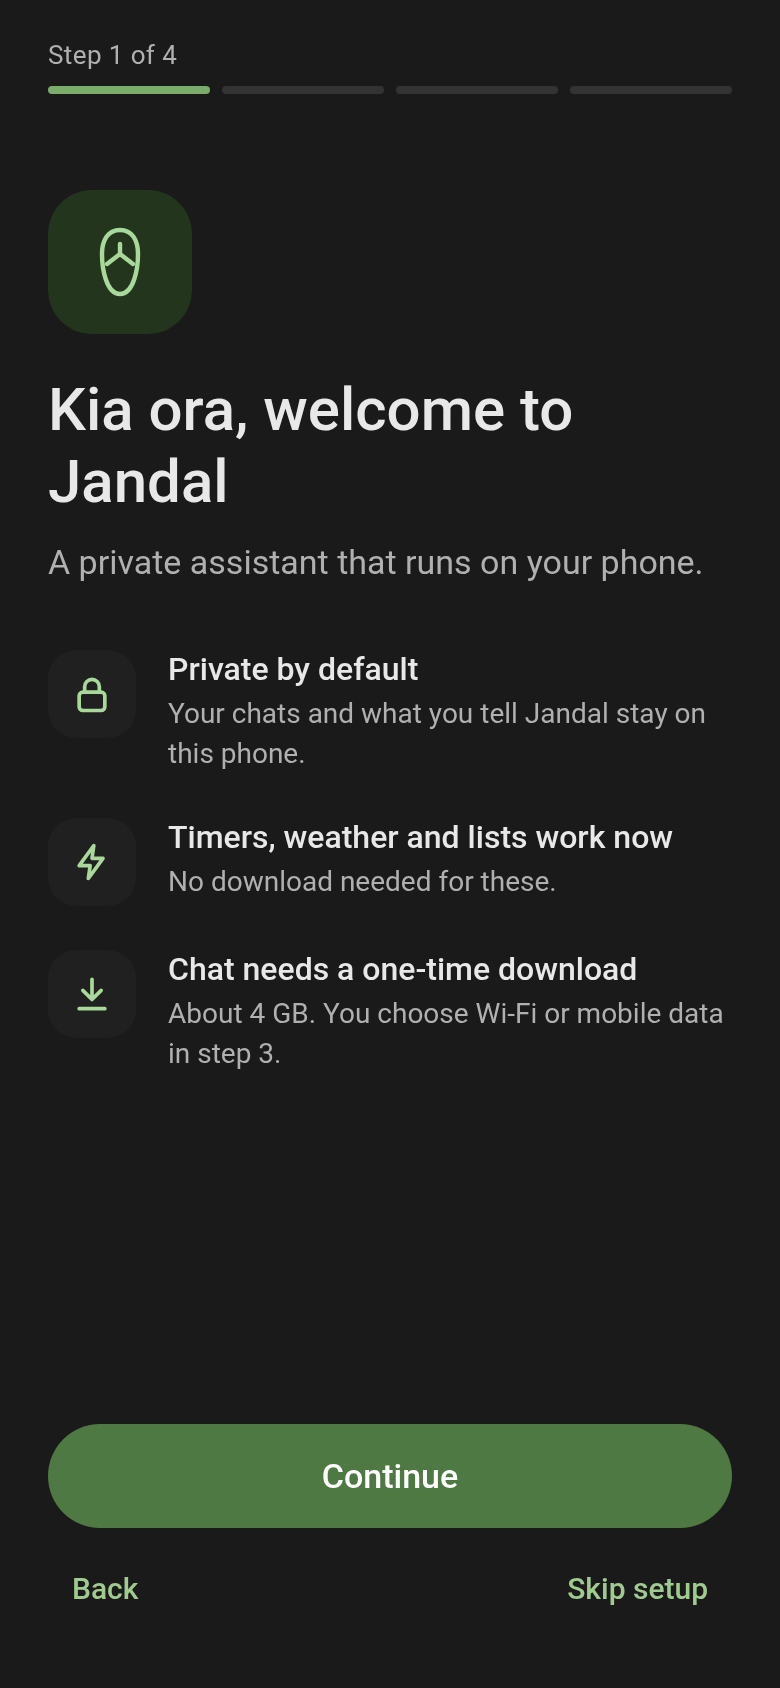 Step 1 of 4
Kia ora, welcome to
Jandal
A private assistant that runs on your phone.
Private by default
Your chats and what you tell Jandal stay on
this phone.
Timers, weather and lists work now
No download needed for these.
Chat needs a one-time download
About 4 GB. You choose Wi-Fi or mobile data
in step 3.
Continue
Back
Skip setup